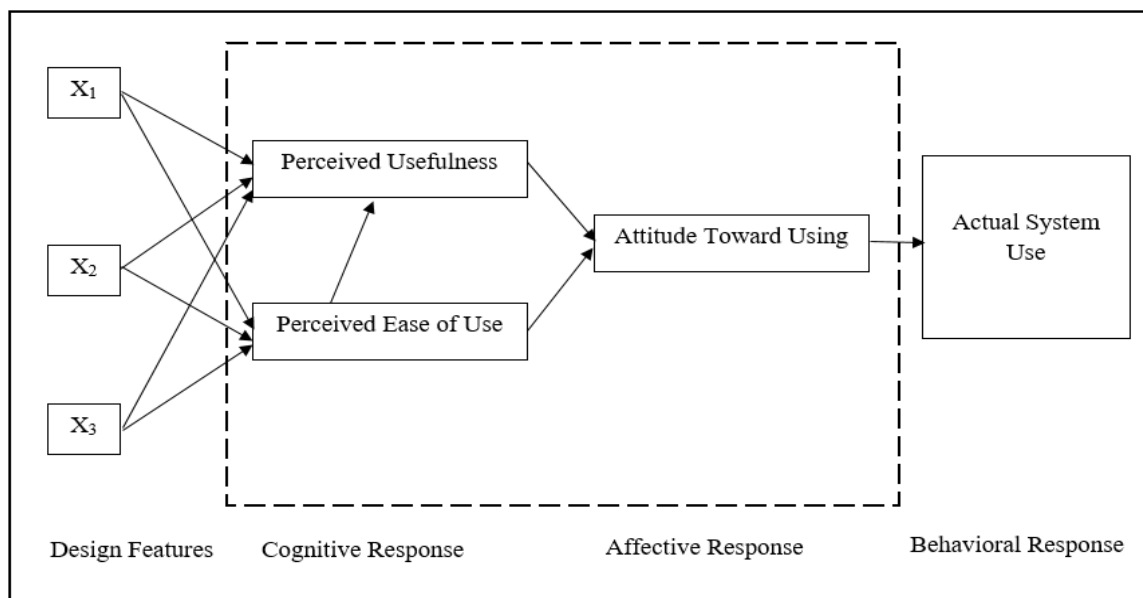 X₁
Perceived Usefulness
X₂
Attitude Toward Using
Actual System
Use
Perceived Ease of Use
X₃
Design Features
Cognitive Response
Affective Response
Behavioral Response